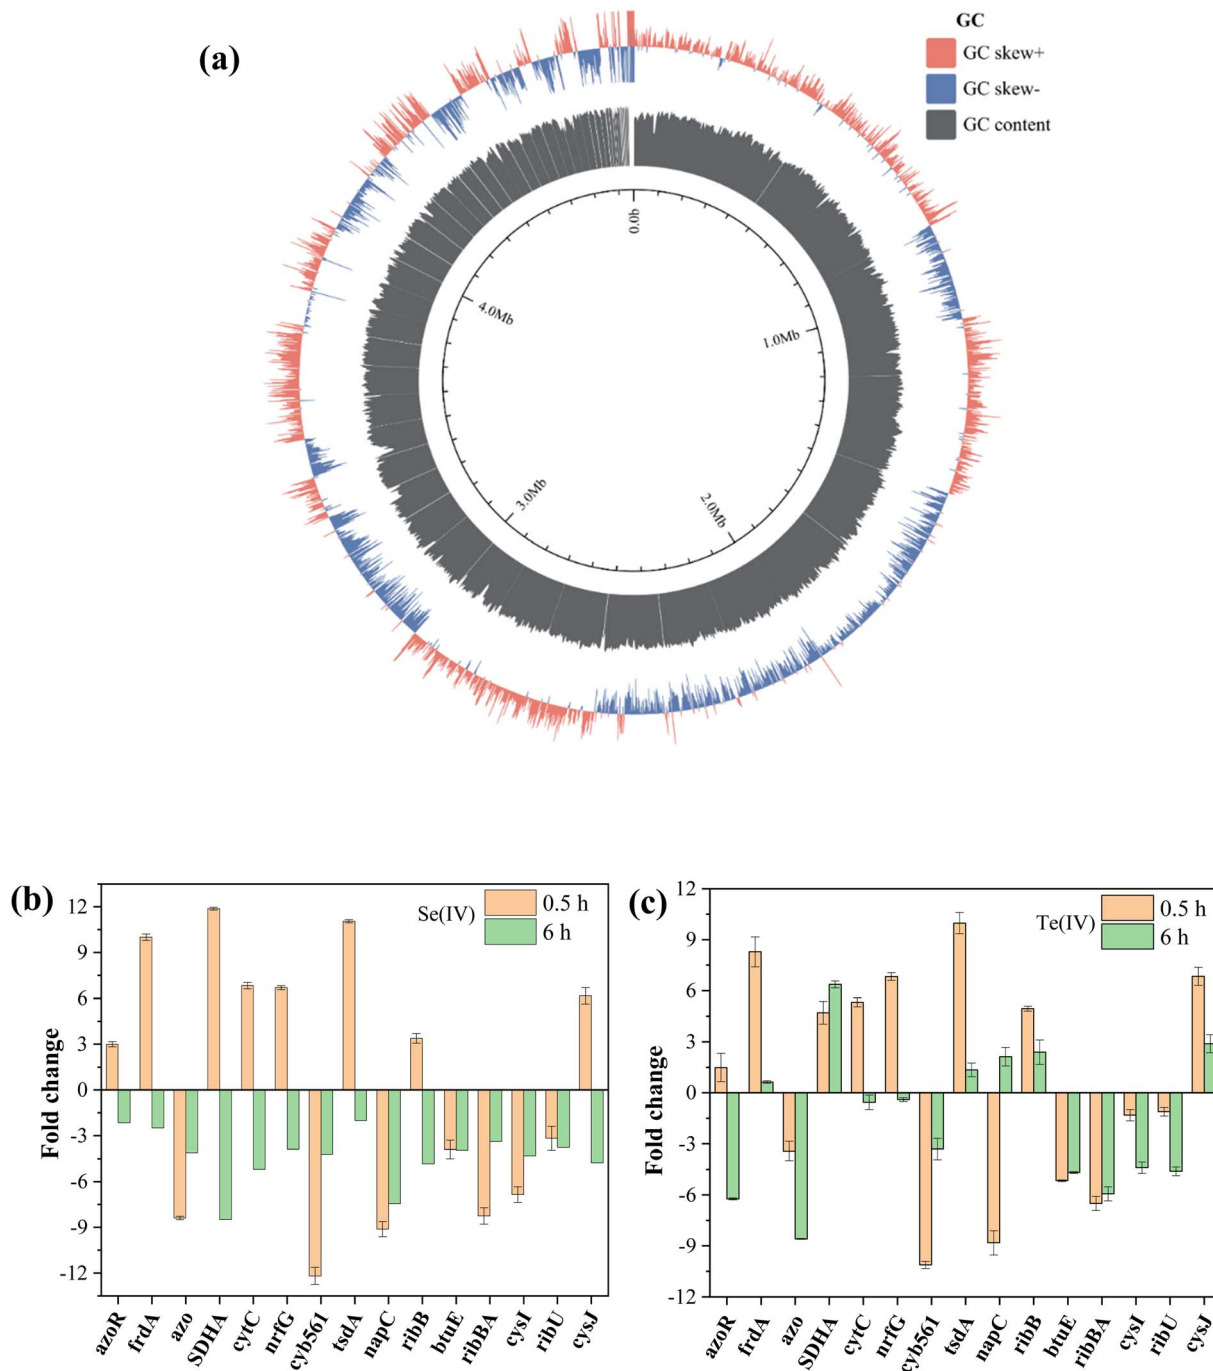 (a)
GC
GC skew+
GC skew-
GC content
0.0b
1.0Mb
2.0Mb
3.0Mb
4.0Mb
(b)
Se(IV)
0.5 h
6 h
Fold change
12
9
6
3
0
-3
-6
-9
-12
azoR
frdA
azo
SDHA
cytC
nrfG
cyb561
tsdA
napC
ribB
btuE
ribBA
cysI
ribU
cysJ
(c)
Te(IV)
0.5 h
6 h
Fold change
12
9
6
3
0
-3
-6
-9
-12
azoR
frdA
azo
SDHA
cytC
nrfG
cyb561
tsdA
napC
ribB
btuE
ribBA
cysI
ribU
cysJ